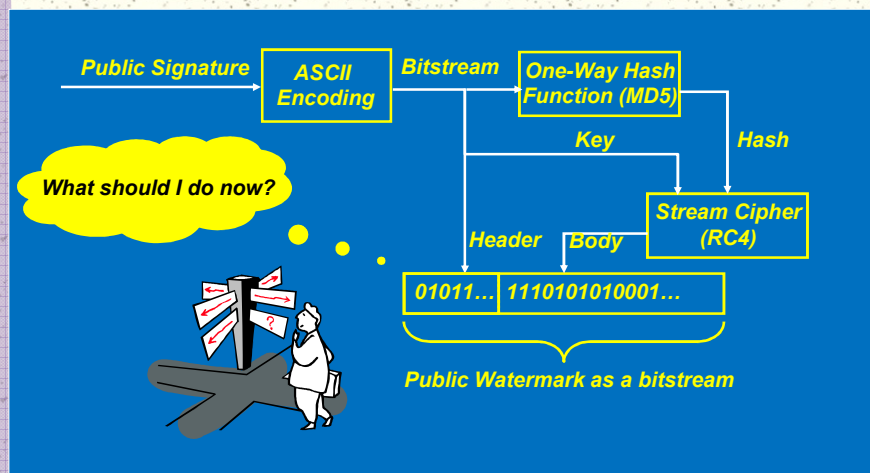 Public Signature
ASCII
Encoding
Bitstream
One-Way Hash
Function (MD5)
Key
Hash
What should I do now?
Stream Cipher
(RC4)
Header
Body
01011… 1110101010001…
?
Public Watermark as a bitstream